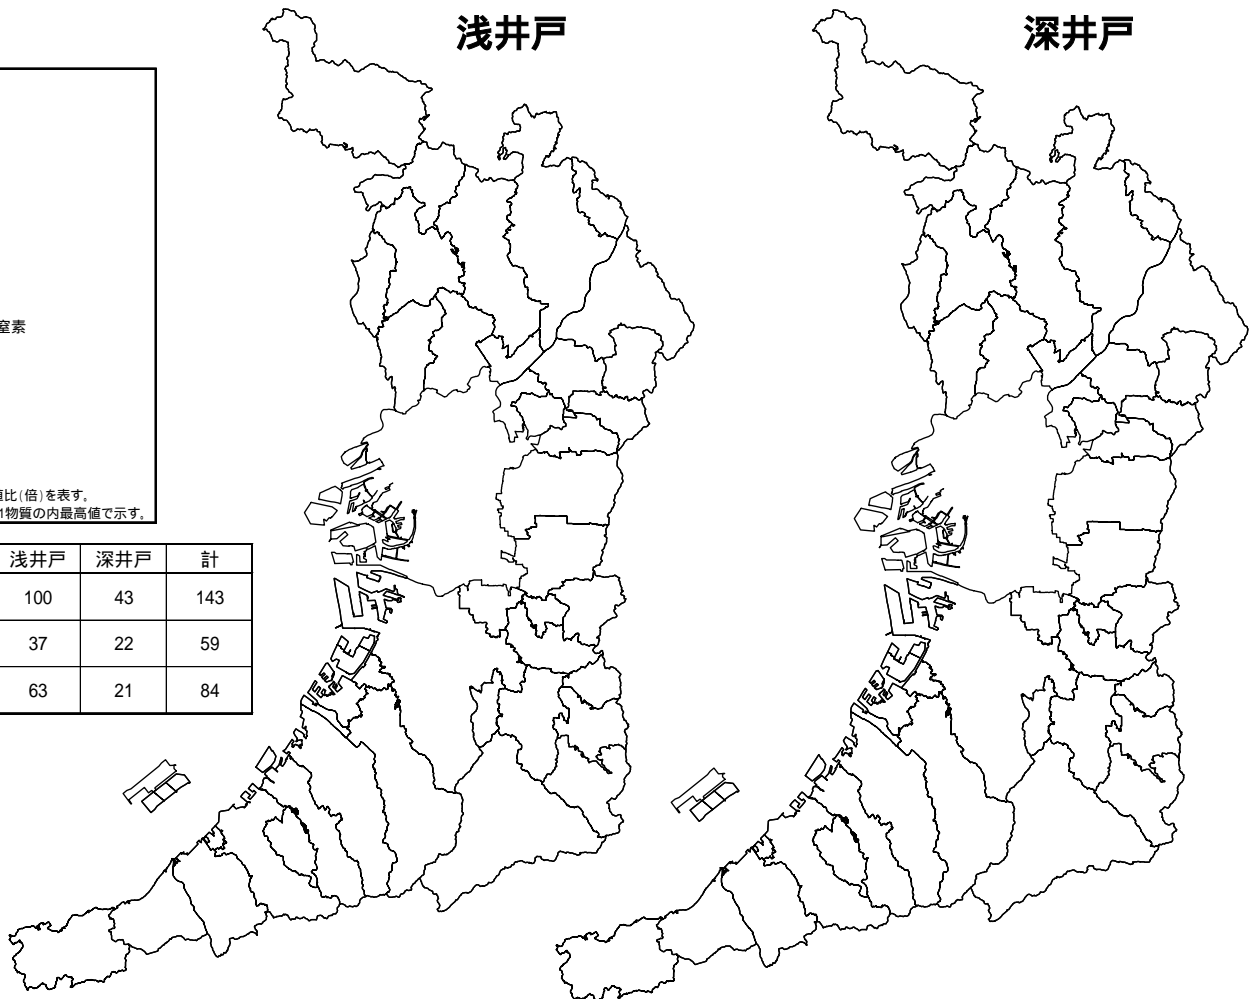 浅井戸
深井戸
窒素
値比(倍)を表す。
1物質の内最高値で示す。
浅井戸 深井戸 計
100 43 143
37 22 59
63 21 84